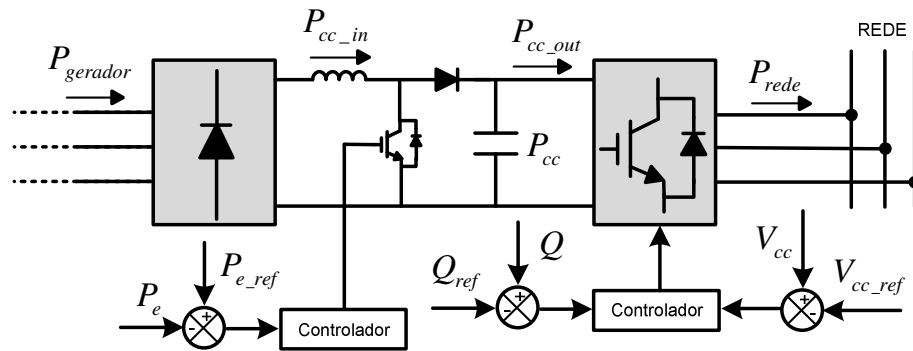 P_gerador
P_cc_in
P_cc_out
P_rede
REDE
P_cc
P_e
P_e_ref
+
-
Controlador
Q_ref
Q
+
-
Controlador
V_cc
V_cc_ref
+
-